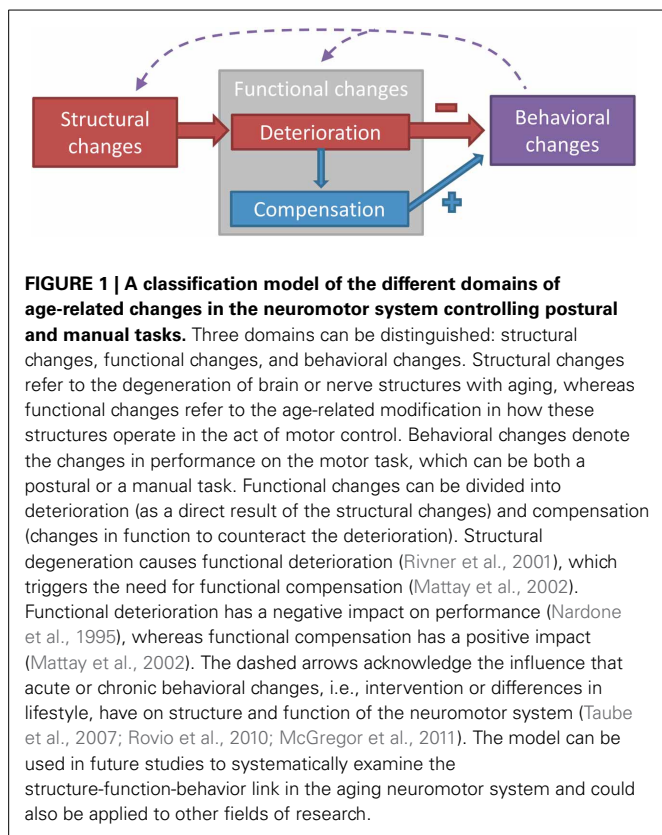 Functional changes
Structural
changes
Deterioration
Behavioral
changes
Compensation
FIGURE 1 | A classification model of the different domains of
age-related changes in the neuromotor system controlling postural
and manual tasks. Three domains can be distinguished: structural
changes, functional changes, and behavioral changes. Structural changes
refer to the degeneration of brain or nerve structures with aging, whereas
functional changes refer to the age-related modification in how these
structures operate in the act of motor control. Behavioral changes denote
the changes in performance on the motor task, which can be both a
postural or a manual task. Functional changes can be divided into
deterioration (as a direct result of the structural changes) and compensation
(changes in function to counteract the deterioration). Structural
degeneration causes functional deterioration (Rivner et al., 2001), which
triggers the need for functional compensation (Mattay et al., 2002).
Functional deterioration has a negative impact on performance (Nardone
et al., 1995), whereas functional compensation has a positive impact
(Mattay et al., 2002). The dashed arrows acknowledge the influence that
acute or chronic behavioral changes, i.e., intervention or differences in
lifestyle, have on structure and function of the neuromotor system (Taube
et al., 2007; Rovio et al., 2010; McGregor et al., 2011). The model can be
used in future studies to systematically examine the
structure-function-behavior link in the aging neuromotor system and could
also be applied to other fields of research.